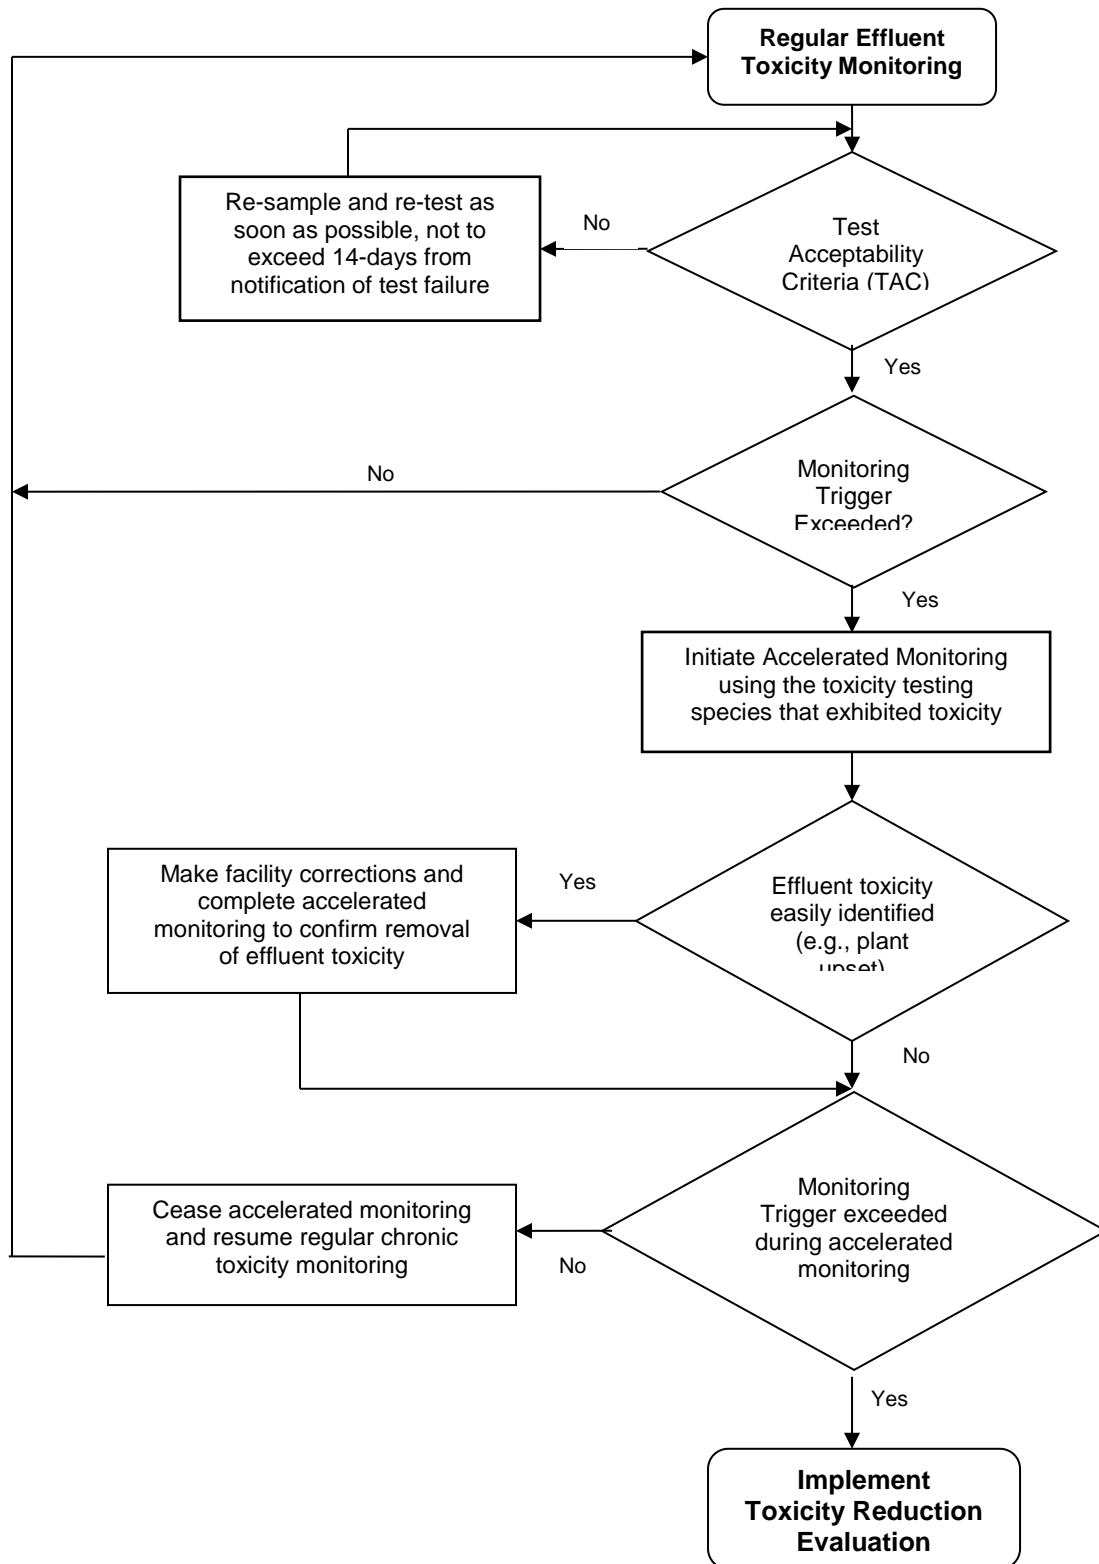 Regular Effluent
Toxicity Monitoring
Re-sample and re-test as
soon as possible, not to
exceed 14-days from
notification of test failure
No
Test
Acceptability
Criteria (TAC)
Yes
No
Monitoring
Trigger
Exceeded?
Yes
Initiate Accelerated Monitoring
using the toxicity testing
species that exhibited toxicity
Make facility corrections and
complete accelerated
monitoring to confirm removal
of effluent toxicity
Yes
Effluent toxicity
easily identified
(e.g., plant
upset)
No
Cease accelerated monitoring
and resume regular chronic
toxicity monitoring
No
Monitoring
Trigger exceeded
during accelerated
monitoring
Yes
Implement
Toxicity Reduction
Evaluation